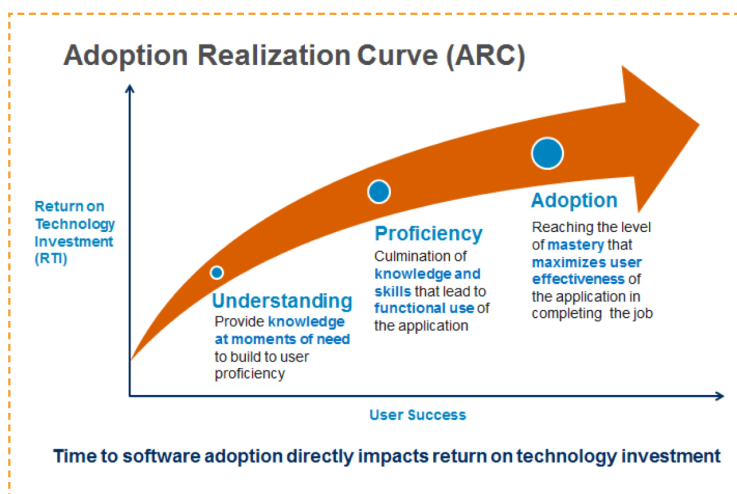 Adoption Realization Curve (ARC)
Return on
Technology
Investment
(RTI)
Understanding
Provide knowledge
at moments of need
to build to user
proficiency
Proficiency
Culmination of
knowledge and
skills that lead to
functional use of
the application
Adoption
Reaching the level
of mastery that
maximizes user
effectiveness of
the application in
completing the job
User Success
Time to software adoption directly impacts return on technology investment